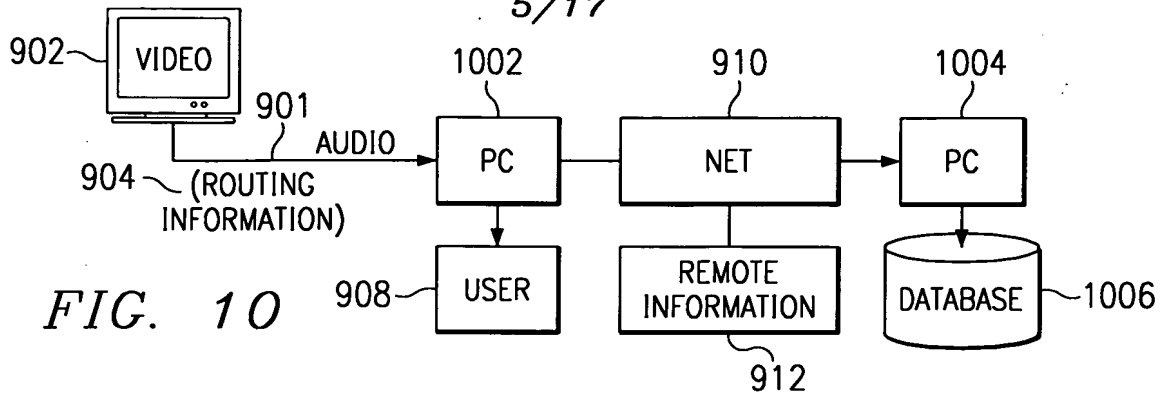 5/17
902
VIDEO
901
AUDIO
904
(ROUTING
INFORMATION)
1002
PC
910
NET
1004
PC
908
USER
REMOTE
INFORMATION
912
DATABASE
1006
FIG. 10